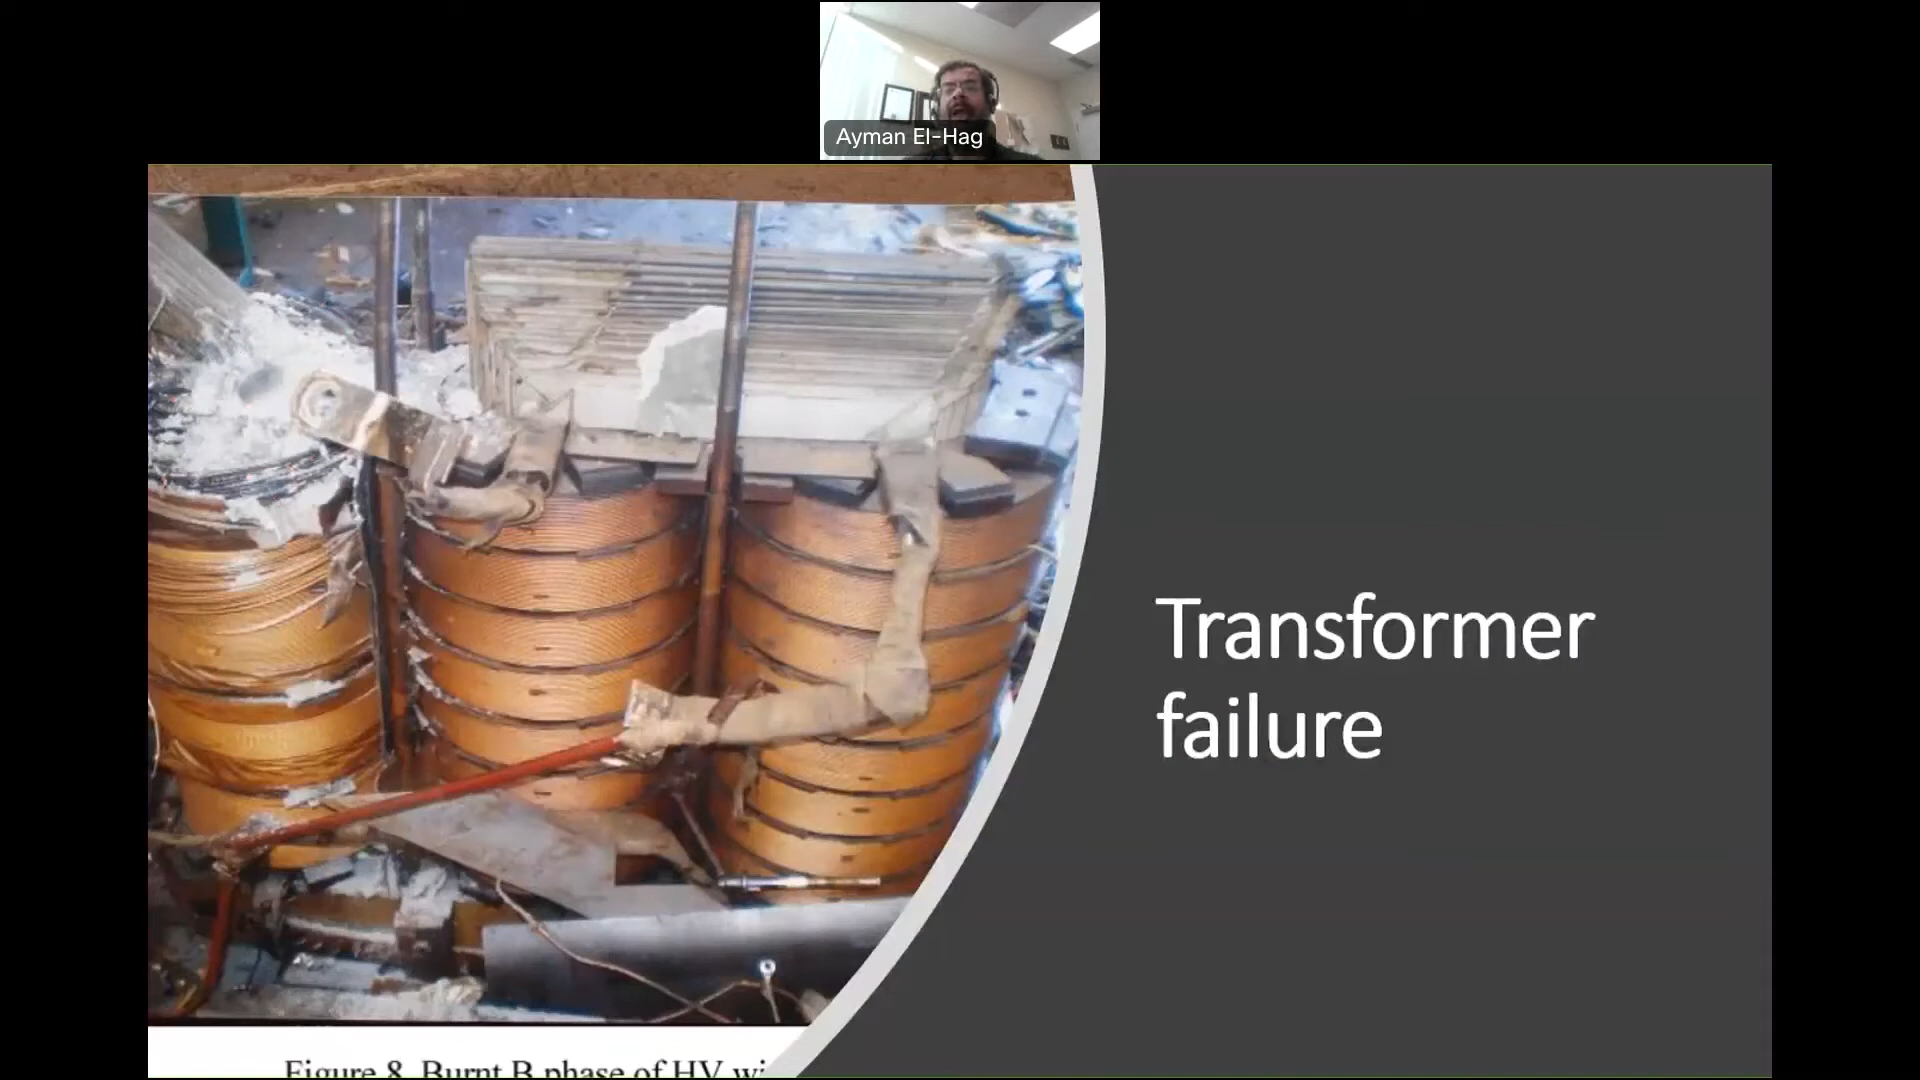 Ayman El-Hag
Transformer
failure
Figure 8. Burnt B phase of HV